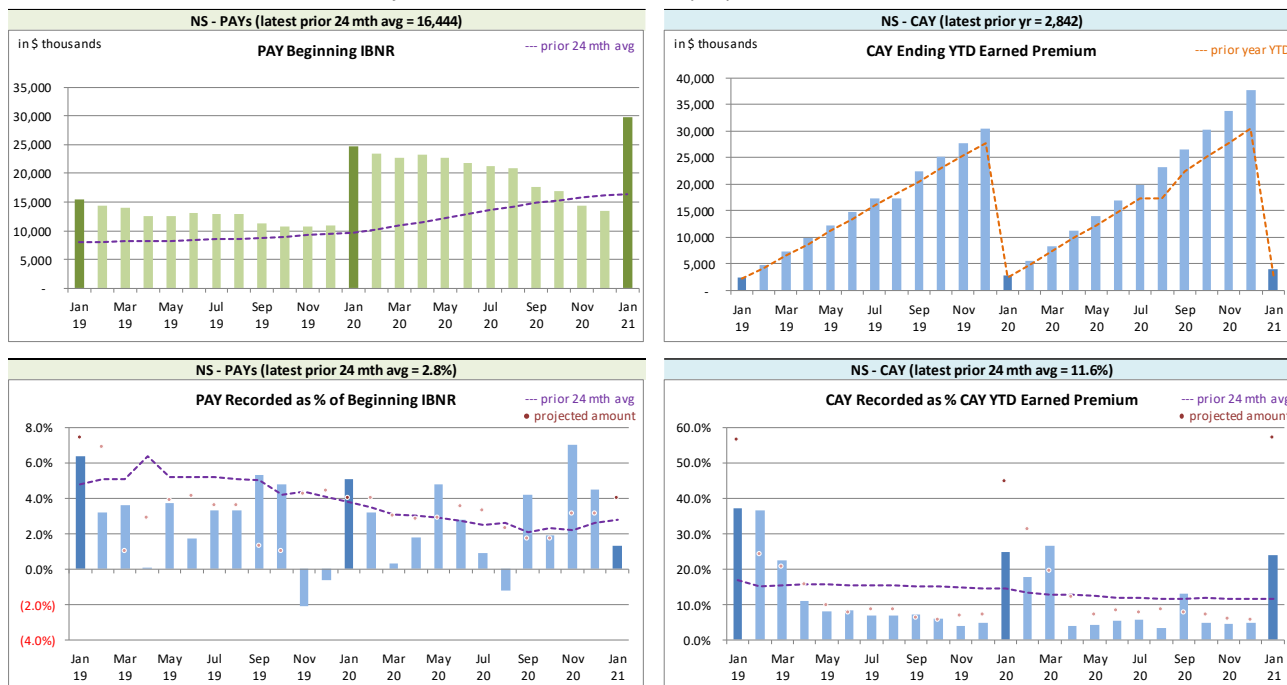 NS - PAYs (latest prior 24 mth avg = 16,444)
in $ thousands
PAY Beginning IBNR
--- prior 24 mth avg
35,000
30,000
25,000
20,000
15,000
10,000
5,000
-
Jan Mar May Jul Sep Nov Jan Mar May Jul Sep Nov Jan
19 19 19 19 19 19 20 20 20 20 20 20 21
NS - CAY (latest prior yr = 2,842)
in $ thousands
CAY Ending YTD Earned Premium
--- prior year YTD
40,000
35,000
30,000
25,000
20,000
15,000
10,000
5,000
-
Jan Mar May Jul Sep Nov Jan Mar May Jul Sep Nov Jan
19 19 19 19 19 19 20 20 20 20 20 20 21
NS - PAYs (latest prior 24 mth avg = 2.8%)
PAY Recorded as % of Beginning IBNR
--- prior 24 mth avg
• projected amount
8.0%
6.0%
4.0%
2.0%
0.0%
(2.0%)
(4.0%)
Jan Mar May Jul Sep Nov Jan Mar May Jul Sep Nov Jan
19 19 19 19 19 19 20 20 20 20 20 20 21
NS - CAY (latest prior 24 mth avg = 11.6%)
CAY Recorded as % CAY YTD Earned Premium
--- prior 24 mth avg
• projected amount
60.0%
50.0%
40.0%
30.0%
20.0%
10.0%
0.0%
Jan Mar May Jul Sep Nov Jan Mar May Jul Sep Nov Jan
19 19 19 19 19 19 20 20 20 20 20 20 21